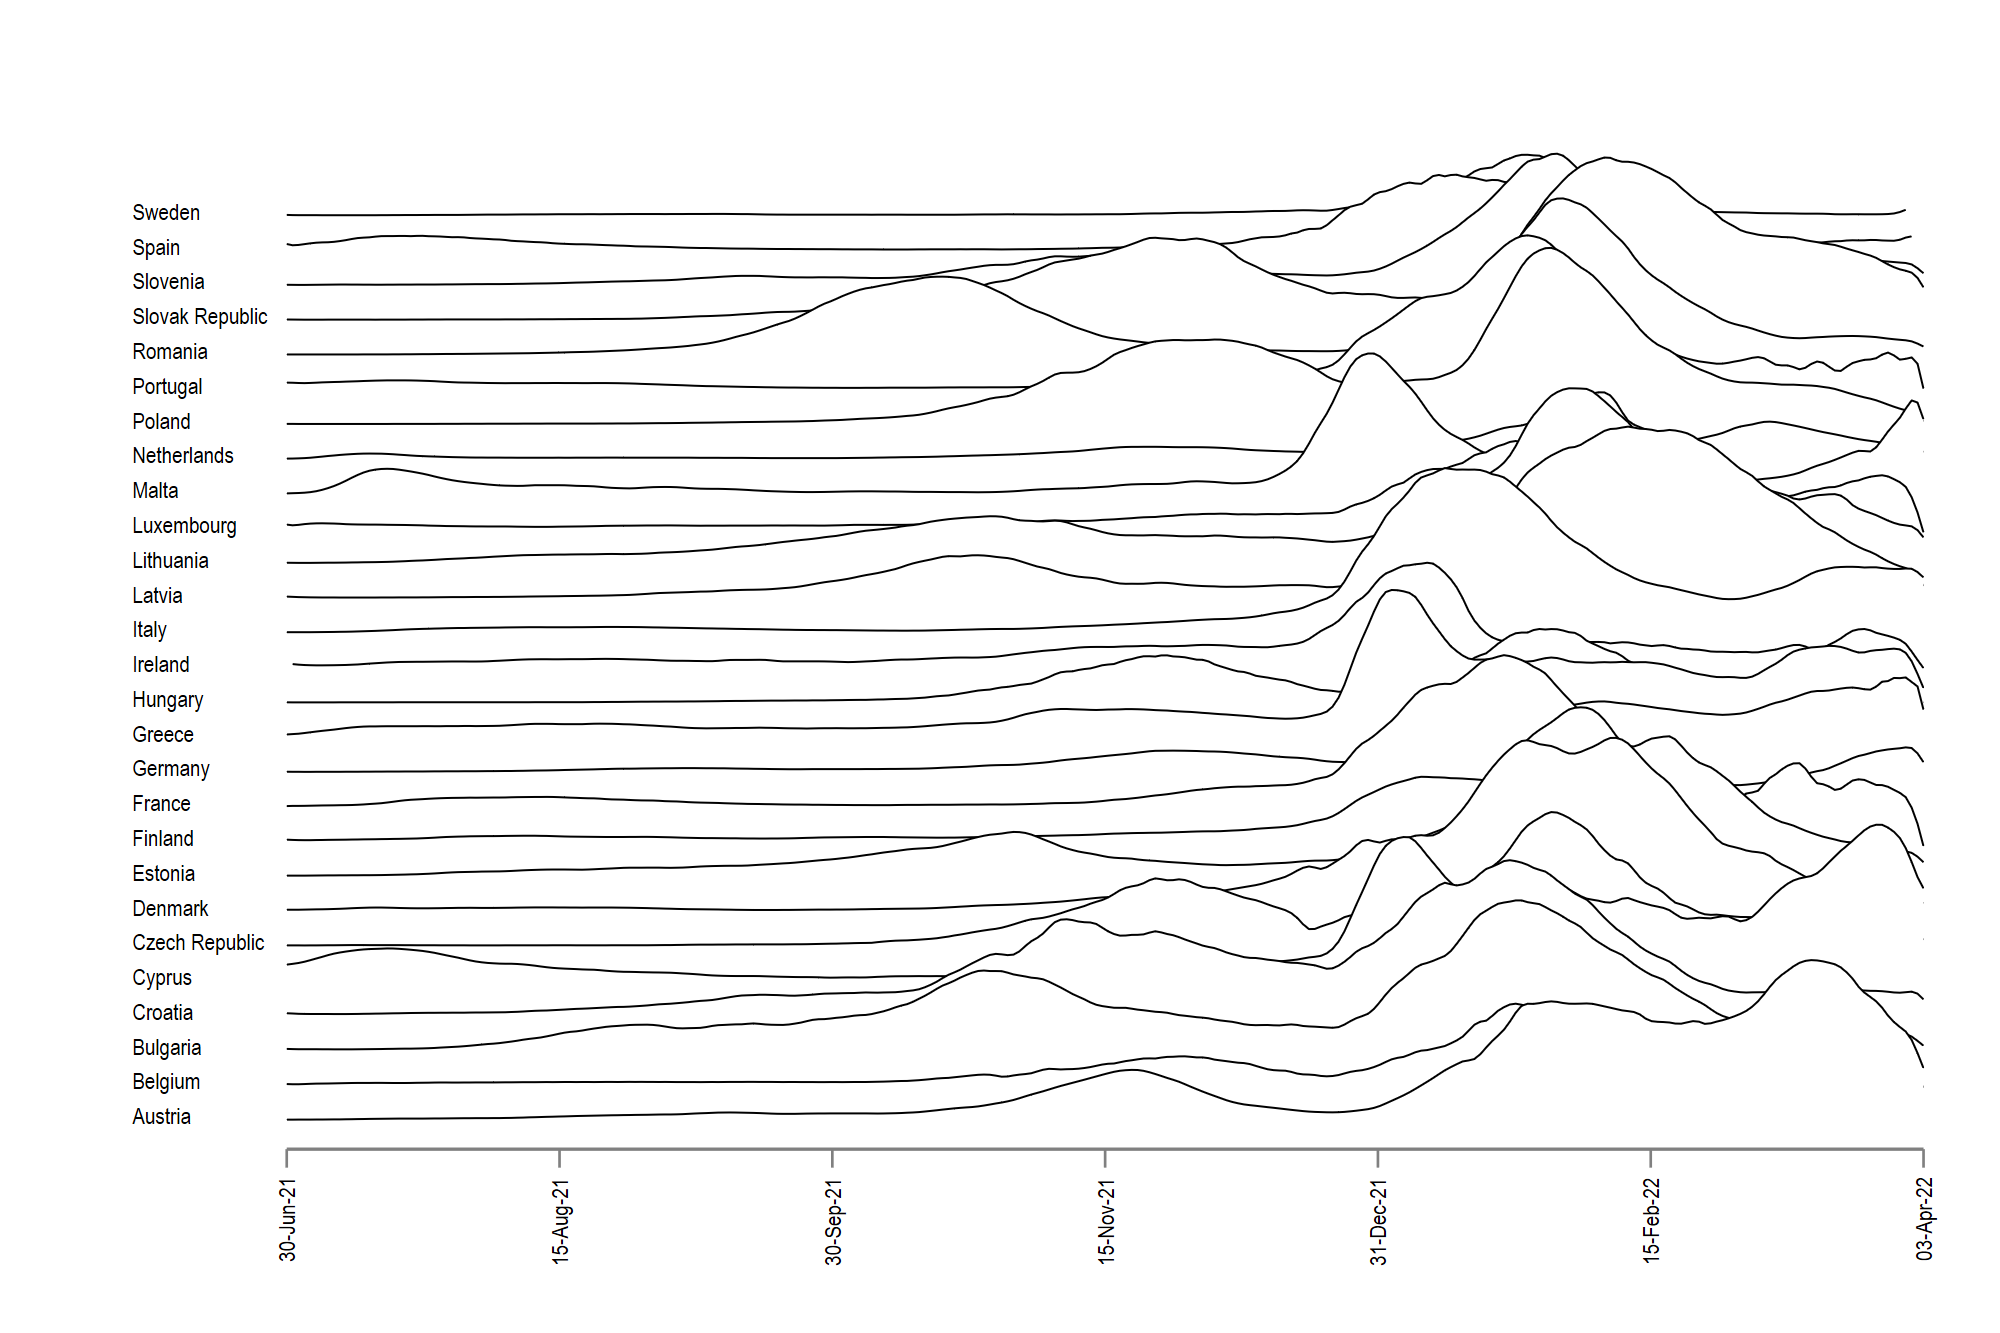 Sweden
Spain
Slovenia
Slovak Republic
Romania
Portugal
Poland
Netherlands
Malta
Luxembourg
Lithuania
Latvia
Italy
Ireland
Hungary
Greece
Germany
France
Finland
Estonia
Denmark
Czech Republic
Cyprus
Croatia
Bulgaria
Belgium
Austria
30-Jun-21
15-Aug-21
30-Sep-21
15-Nov-21
31-Dec-21
15-Feb-22
03-Apr-22